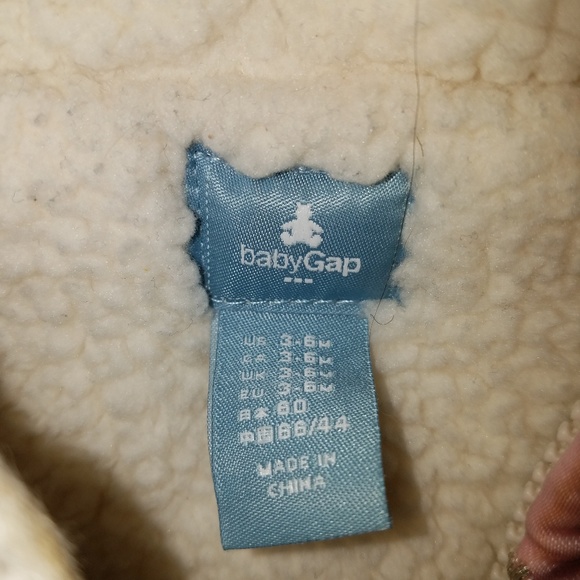 babyGap
US 3-6M
CA 3-6M
UK 3-6M
EU 3-6M
日本 60
中国 66/44
MADE IN
CHINA